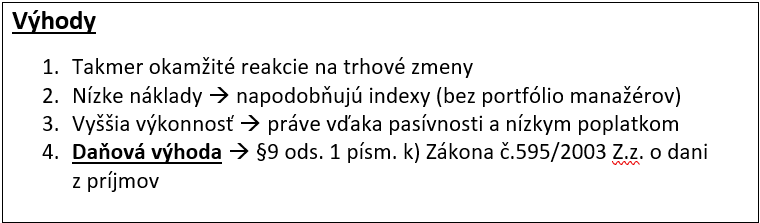 Výhody
1. Takmer okamžité reakcie na trhové zmeny
2. Nízke náklady → napodobňujú indexy (bez portfólio manažérov)
3. Vyššia výkonnosť → práve vďaka pasívnosti a nízkym poplatkom
4. Daňová výhoda → §9 ods. 1 písm. k) Zákona č.595/2003 Z.z. o dani
z príjmov